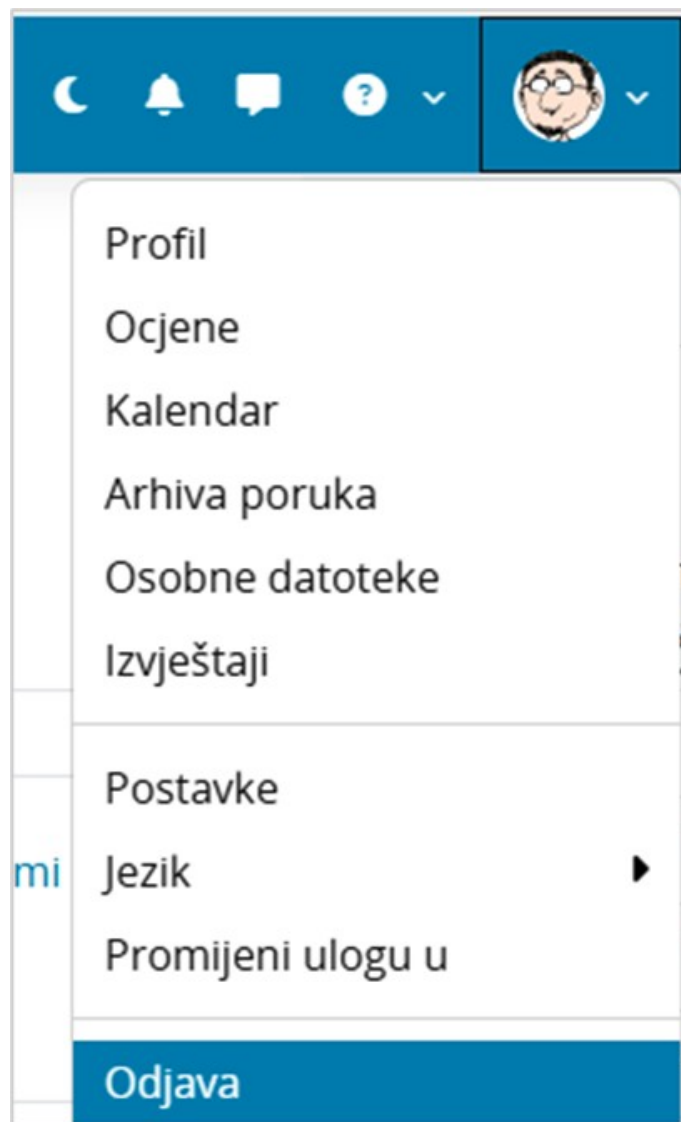 ?
Profil
Ocjene
Kalendar
Arhiva poruka
Osobne datoteke
Izvještaji
Postavke
mi
Jezik
Promijeni ulogu u
Odjava